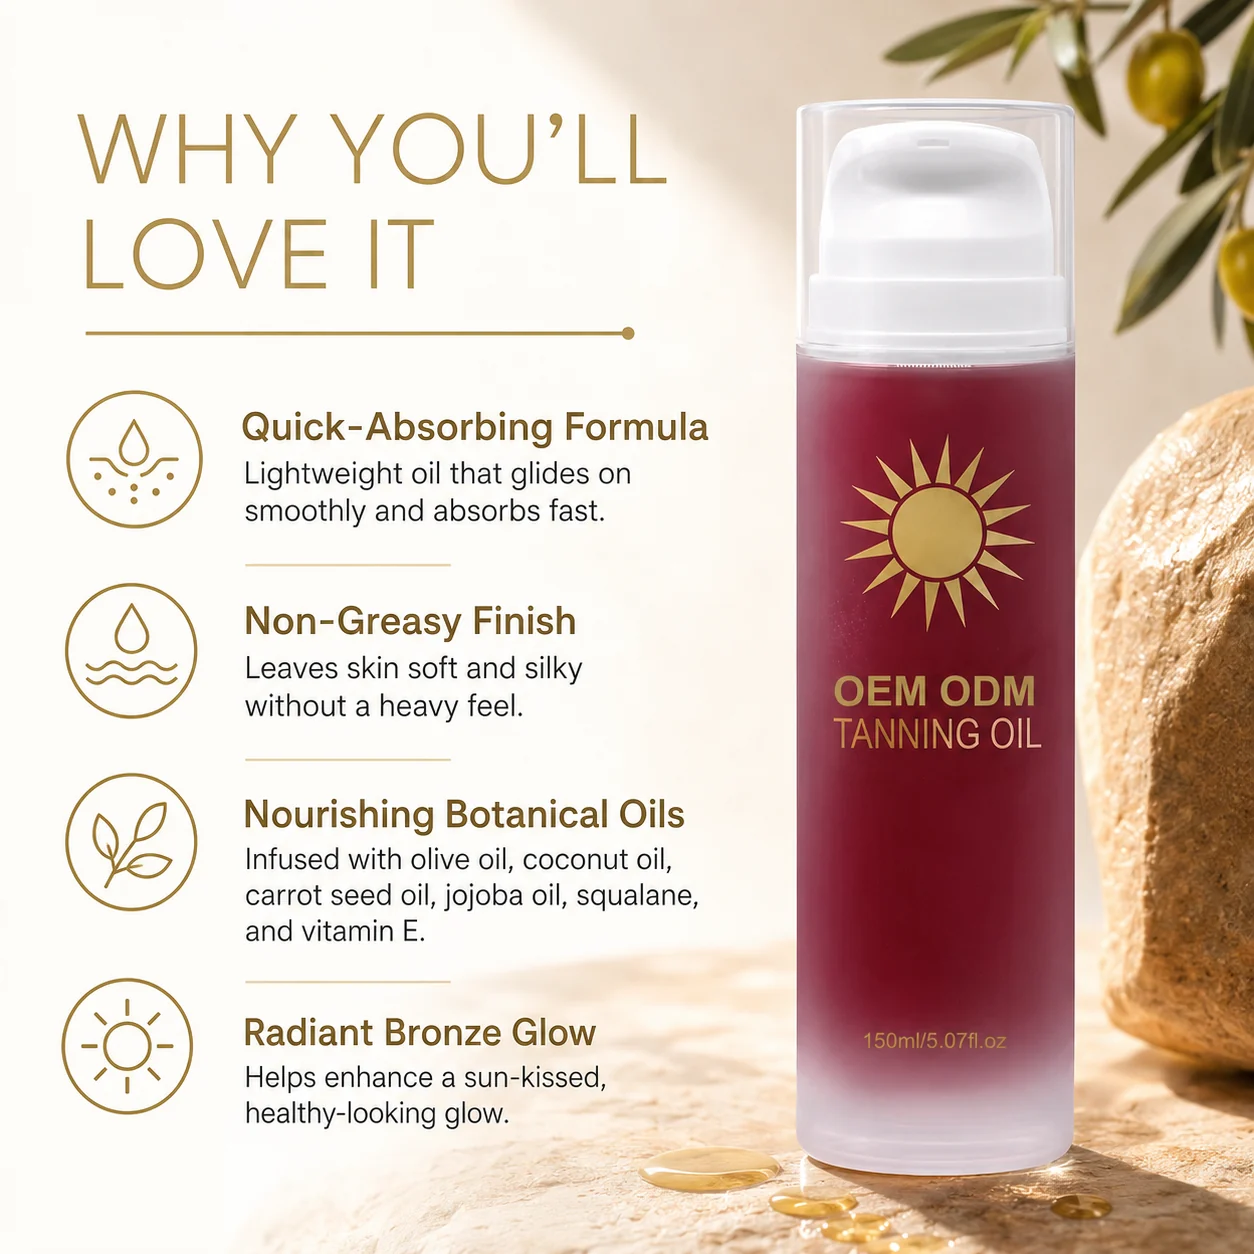 WHY YOU'LL
LOVE IT
Quick-Absorbing Formula
Lightweight oil that glides on
smoothly and absorbs fast.
Non-Greasy Finish
Leaves skin soft and silky
without a heavy feel.
Nourishing Botanical Oils
Infused with olive oil, coconut oil,
carrot seed oil, jojoba oil, squalane,
and vitamin E.
Radiant Bronze Glow
Helps enhance a sun-kissed,
healthy-looking glow.
OEM ODM
TANNING OIL
150ml/5.07fl.oz